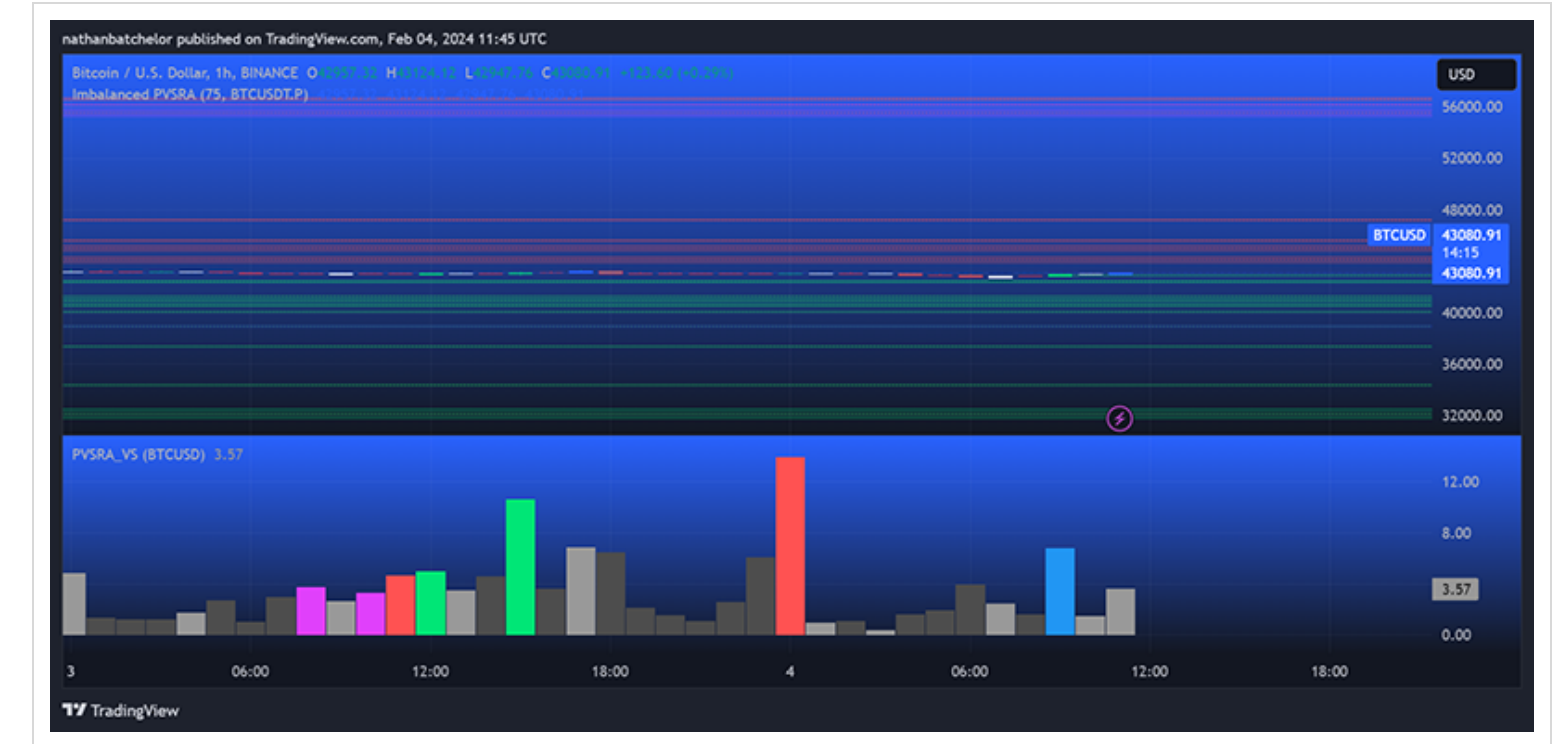 nathanbatchelor published on TradingView.com, Feb 04, 2024 11:45 UTC
Bitcoin / U.S. Dollar, 1h, BINANCE O42957.32 H43124.12 L42947.76 C43080.91 +123.60 (+0.29%)
Imbalanced PVSRA (75, BTCUSDT.P)
USD
56000.00
52000.00
48000.00
BTCUSD 43080.91
14:15
43080.91
40000.00
36000.00
32000.00
PVSRA_VS (BTCUSD) 3.57
12.00
8.00
3.57
0.00
3 06:00 12:00 18:00 4 06:00 12:00 18:00
TradingView